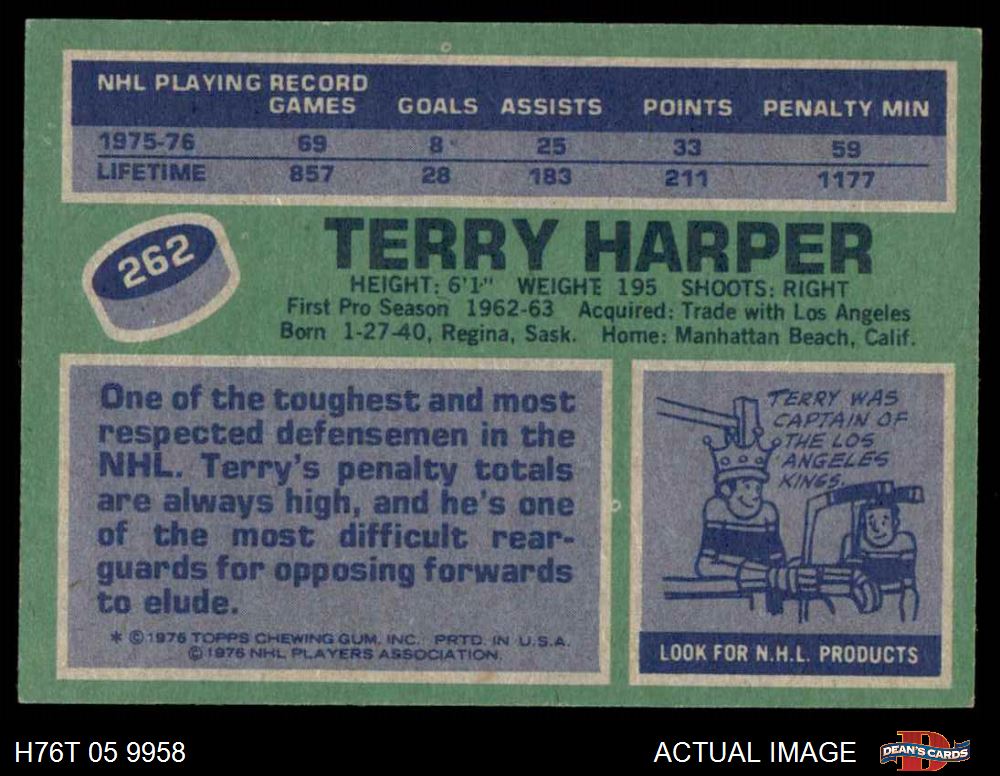 NHL PLAYING RECORD
GAMES GOALS ASSISTS POINTS PENALTY MIN
1975-76 69 8 25 33 59
LIFETIME 857 28 183 211 1177
262
TERRY HARPER
HEIGHT: 6'1" WEIGHT 195 SHOOTS: RIGHT
First Pro Season 1962-63 Acquired: Trade with Los Angeles
Born 1-27-40, Regina, Sask. Home: Manhattan Beach, Calif.
One of the toughest and most
respected defensemen in the
NHL. Terry's penalty totals
are always high, and he's one
of the most difficult rear-
guards for opposing forwards
to elude.
* ©1976 TOPPS CHEWING GUM, INC. PRTD. IN U.S.A.
©1976 NHL PLAYERS ASSOCIATION.
TERRY WAS
CAPTAIN OF
THE LOS
ANGELES
KINGS.
LOOK FOR N.H.L. PRODUCTS
H76T 05 9958
ACTUAL IMAGE
D
DEAN'S CARDS